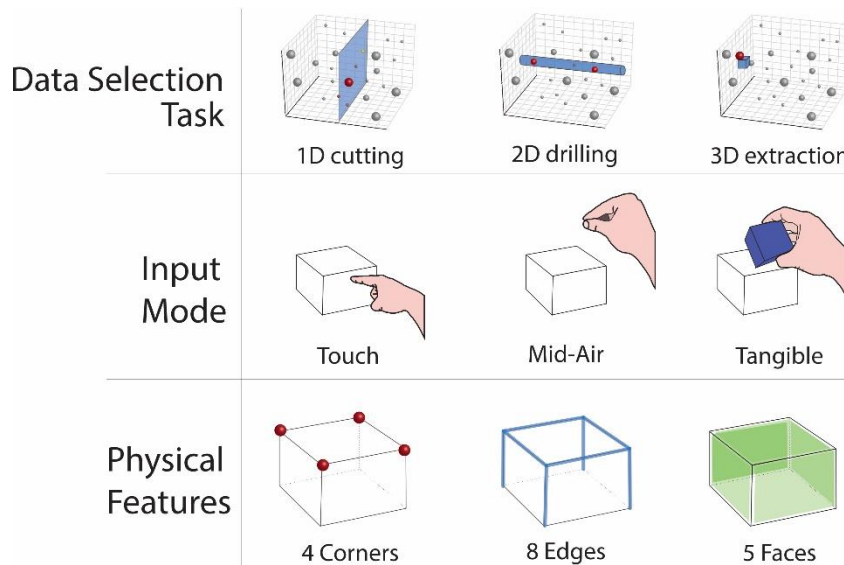 Data Selection
Task
1D cutting
2D drilling
3D extraction
Input
Mode
Touch
Mid-Air
Tangible
Physical
Features
4 Corners
8 Edges
5 Faces